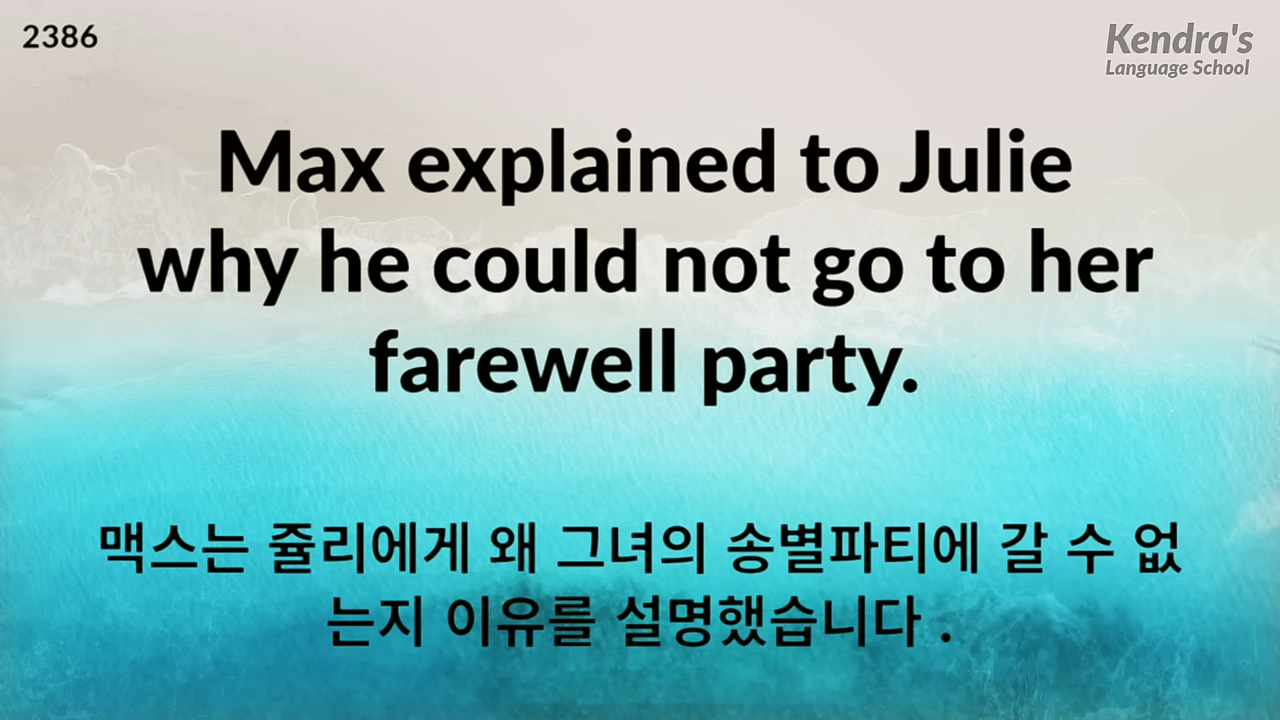 2386
Kendra's
Language School
Max explained to Julie
why he could not go to her
farewell party.
맥스는 쥴리에게 왜 그녀의 송별파티에 갈 수 없
는지 이유를 설명했습니다 .